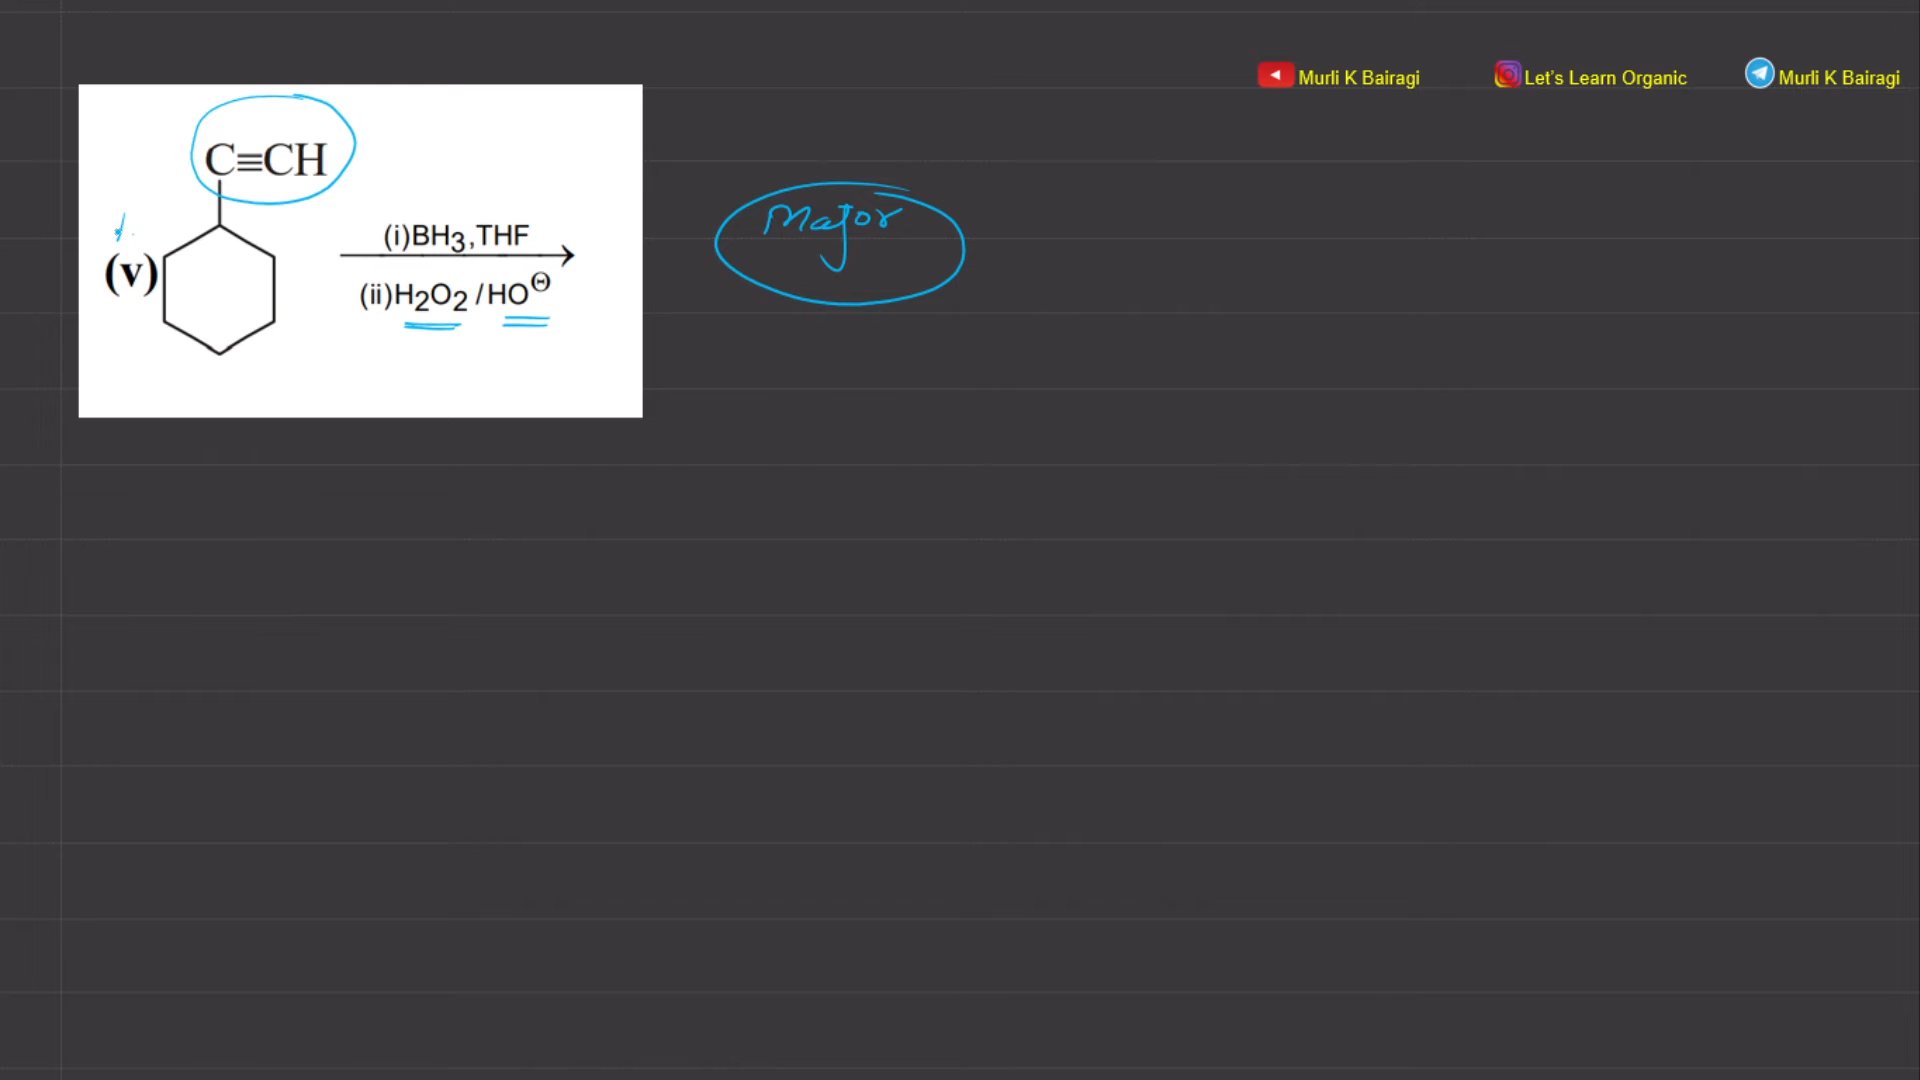 Murli K Bairagi Let's Learn Organic Murli K Bairagi
C≡CH
(v)
(i)BH₃,THF
(ii)H₂O₂/HO⊖
Major